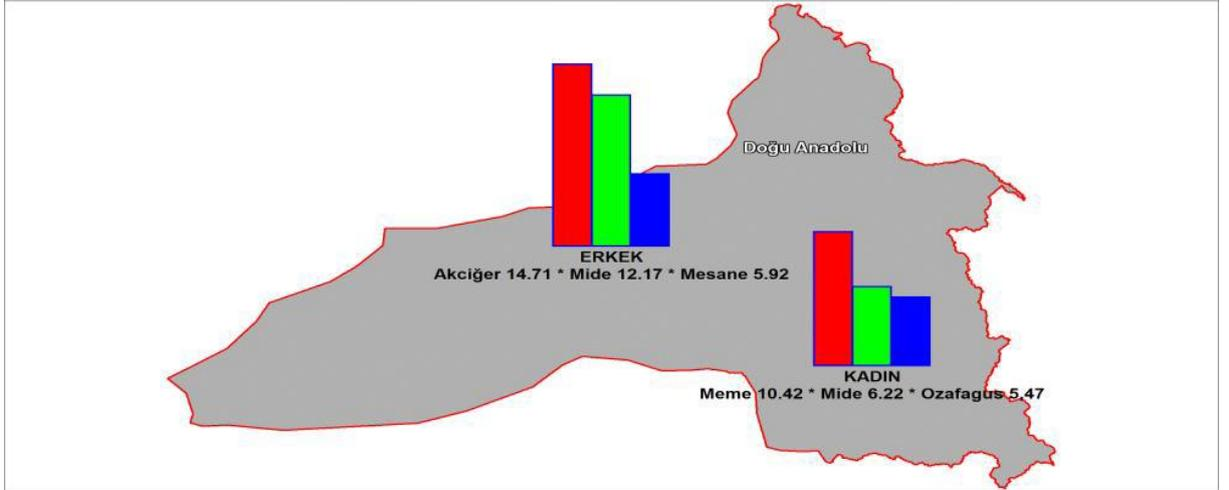 Doğu Anadolu
ERKEK
Akciğer 14.71 * Mide 12.17 * Mesane 5.92
KADIN
Meme 10.42 * Mide 6.22 * Ozafagus 5.47